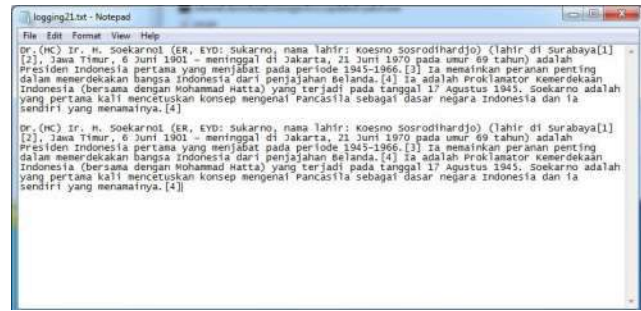 logging21.txt - Notepad
File Edit Format View Help
Dr.(HC) Ir. H. Soekarno1 (ER, EYD: Sukarno, nama lahir: Koesno Sosrodihardjo) (lahir di Surabaya[1]
[2], Jawa Timur, 6 Juni 1901 – meninggal di Jakarta, 21 Juni 1970 pada umur 69 tahun) adalah
Presiden Indonesia pertama yang menjabat pada periode 1945–1966.[3] Ia memainkan peranan penting
dalam memerdekakan bangsa Indonesia dari penjajahan Belanda.[4] Ia adalah Proklamator Kemerdekaan
Indonesia (bersama dengan Mohammad Hatta) yang terjadi pada tanggal 17 Agustus 1945. Soekarno adalah
yang pertama kali mencetuskan konsep mengenai Pancasila sebagai dasar negara Indonesia dan ia
sendiri yang menamainya.[4]
Dr.(HC) Ir. H. Soekarno1 (ER, EYD: Sukarno, nama lahir: Koesno Sosrodihardjo) (lahir di Surabaya[1]
[2], Jawa Timur, 6 Juni 1901 – meninggal di Jakarta, 21 Juni 1970 pada umur 69 tahun) adalah
Presiden Indonesia pertama yang menjabat pada periode 1945–1966.[3] Ia memainkan peranan penting
dalam memerdekakan bangsa Indonesia dari penjajahan Belanda.[4] Ia adalah Proklamator Kemerdekaan
Indonesia (bersama dengan Mohammad Hatta) yang terjadi pada tanggal 17 Agustus 1945. Soekarno adalah
yang pertama kali mencetuskan konsep mengenai Pancasila sebagai dasar negara Indonesia dan ia
sendiri yang menamainya.[4]